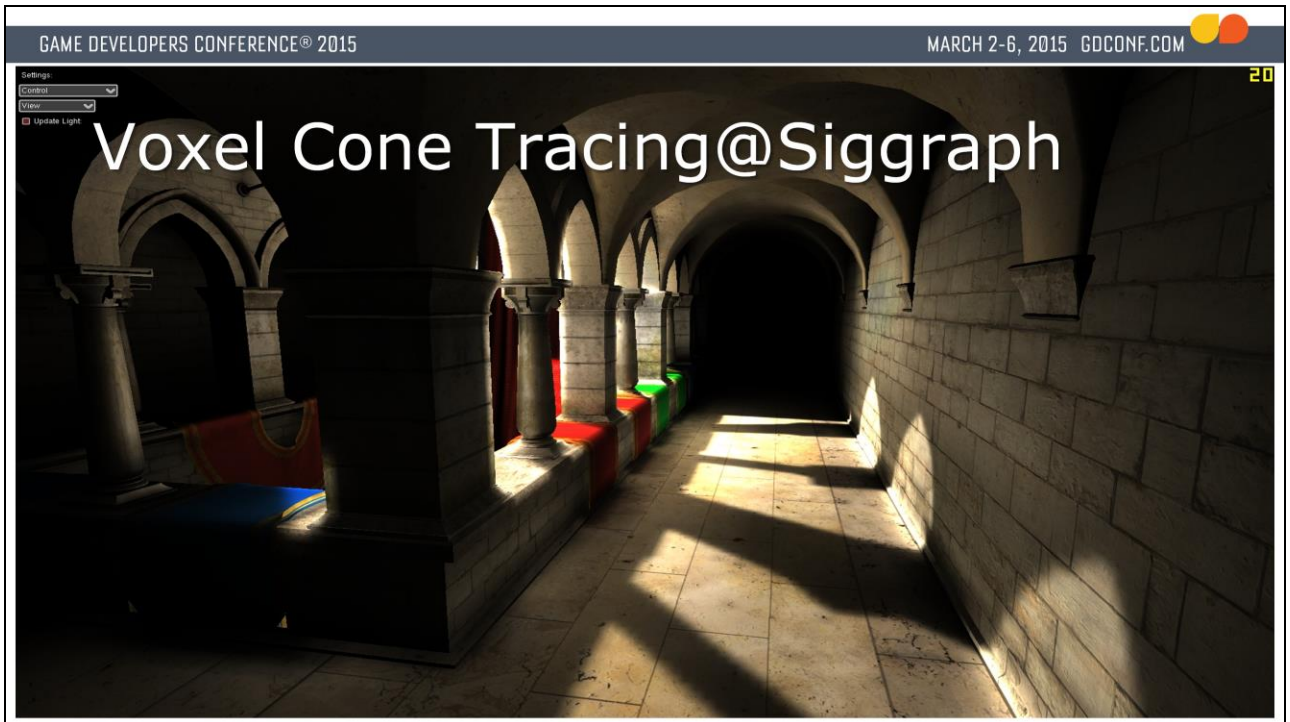 GAME DEVELOPERS CONFERENCE® 2015
MARCH 2-6, 2015 GDCONF.COM
Settings:
20
Control
View
Update Light
Voxel Cone Tracing@Siggraph